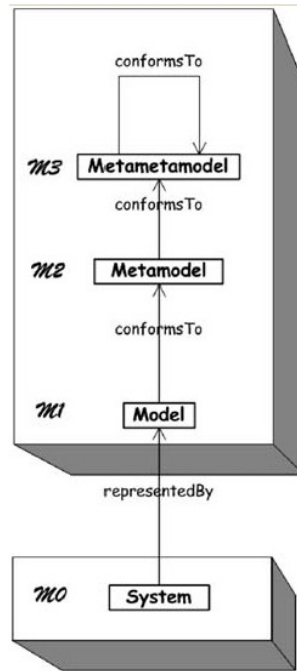 conformsTo
M3 Metametamodel
conformsTo
M2 Metamodel
conformsTo
M1 Model
representedBy
M0 System